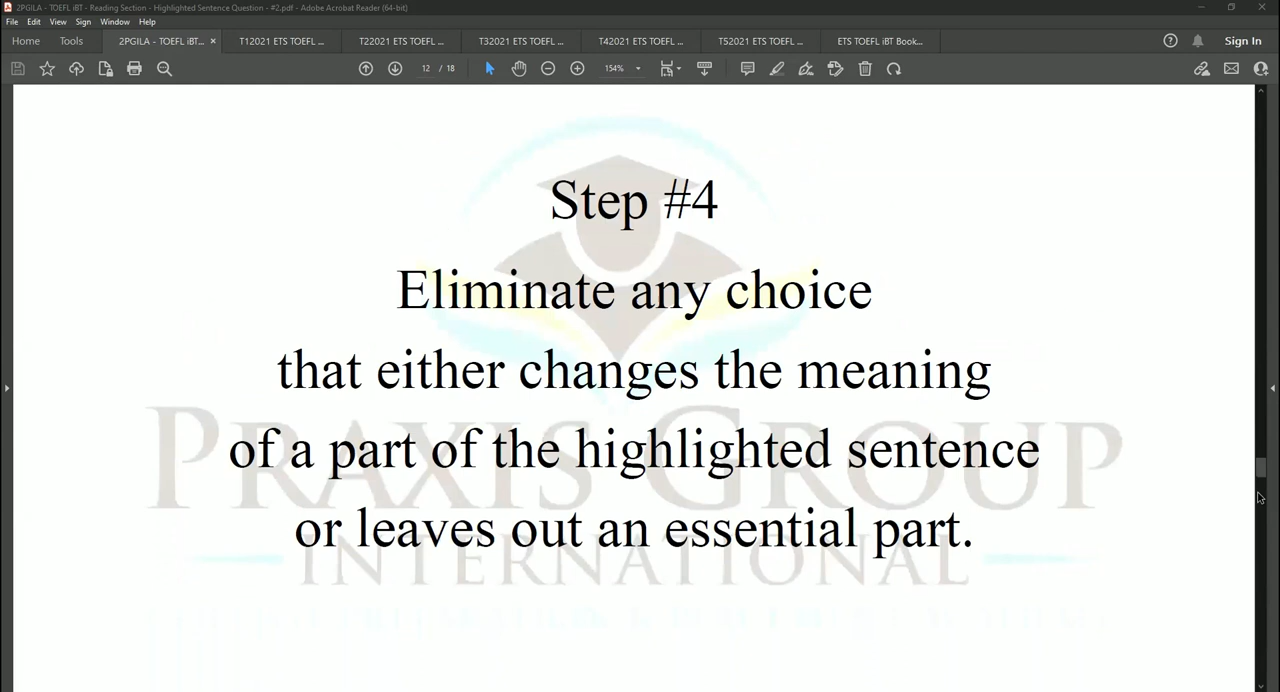 2PGILA - TOEFL iBT - Reading Section - Highlighted Sentence Question - #2.pdf - Adobe Acrobat Reader (64-bit)
File Edit View Sign Window Help
Home Tools 2PGILA - TOEFL iBT... × T12021 ETS TOEFL ... T22021 ETS TOEFL ... T32021 ETS TOEFL ... T42021 ETS TOEFL ... T52021 ETS TOEFL ... ETS TOEFL iBT Book... Sign In
12 / 18 154%
Step #4
Eliminate any choice
that either changes the meaning
of a part of the highlighted sentence
or leaves out an essential part.
PRAXIS GROUP
INTERNATIONAL